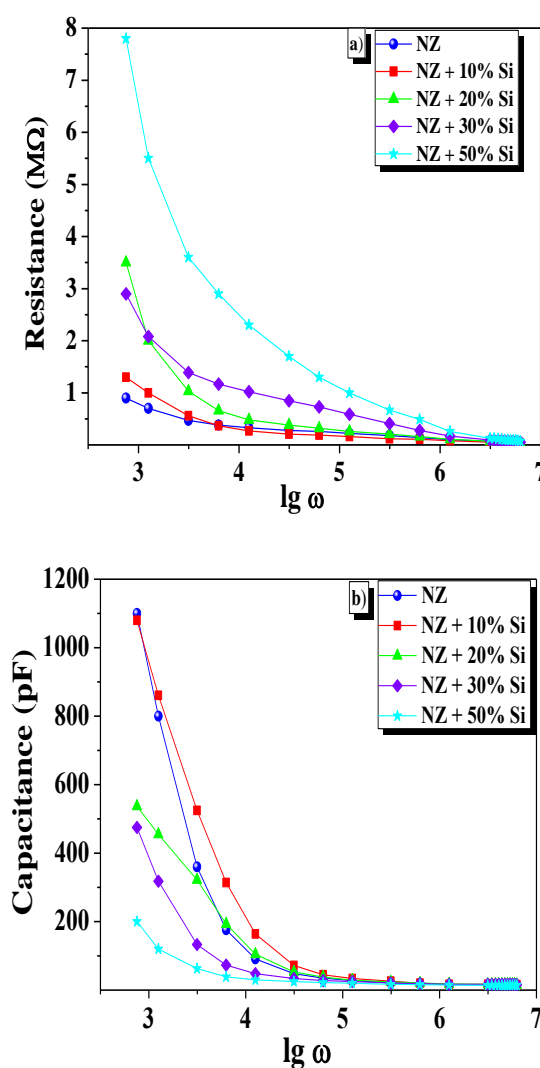 a)
NZ
NZ + 10% Si
NZ + 20% Si
NZ + 30% Si
NZ + 50% Si
Resistance (MΩ)
8
7
6
5
4
3
2
1
3 4 5 6 7
lg ω
b)
NZ
NZ + 10% Si
NZ + 20% Si
NZ + 30% Si
NZ + 50% Si
Capacitance (pF)
1200
1000
800
600
400
200
3 4 5 6 7
lg ω